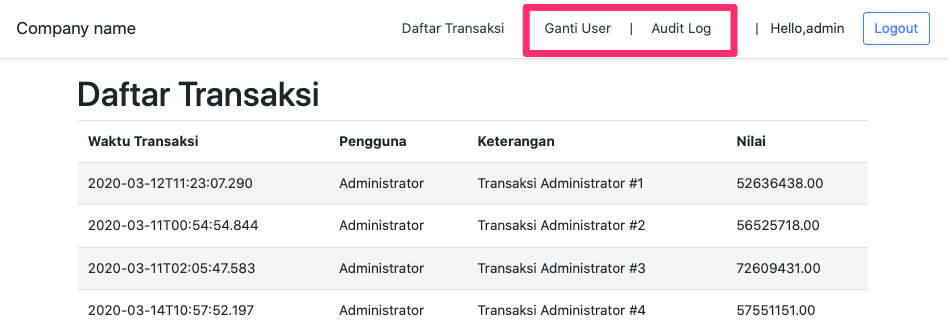 Company name Daftar Transaksi Ganti User | Audit Log | Hello,admin Logout
Daftar Transaksi
Waktu Transaksi Pengguna Keterangan Nilai
2020-03-12T11:23:07.290 Administrator Transaksi Administrator #1 52636438.00
2020-03-11T00:54:54.844 Administrator Transaksi Administrator #2 56525718.00
2020-03-11T02:05:47.583 Administrator Transaksi Administrator #3 72609431.00
2020-03-14T10:57:52.197 Administrator Transaksi Administrator #4 57551151.00